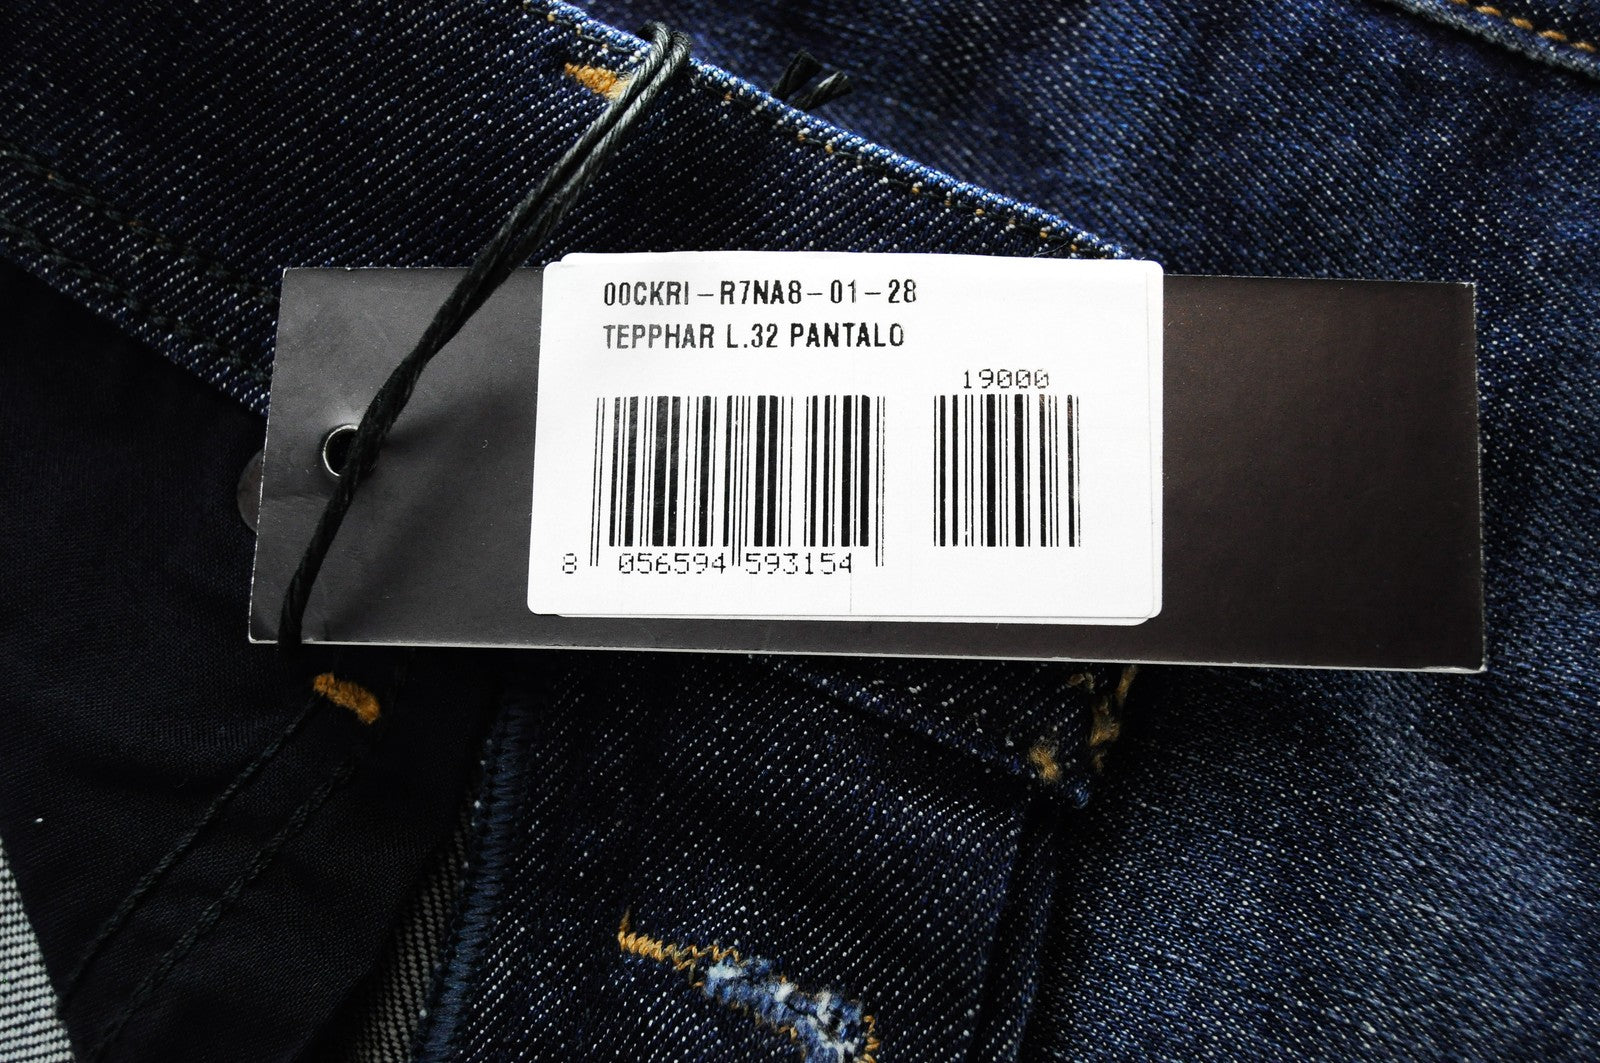 00CKRI-R7NA8-01-28
TEPPHAR L.32 PANTALO
19000
8 056594 593154